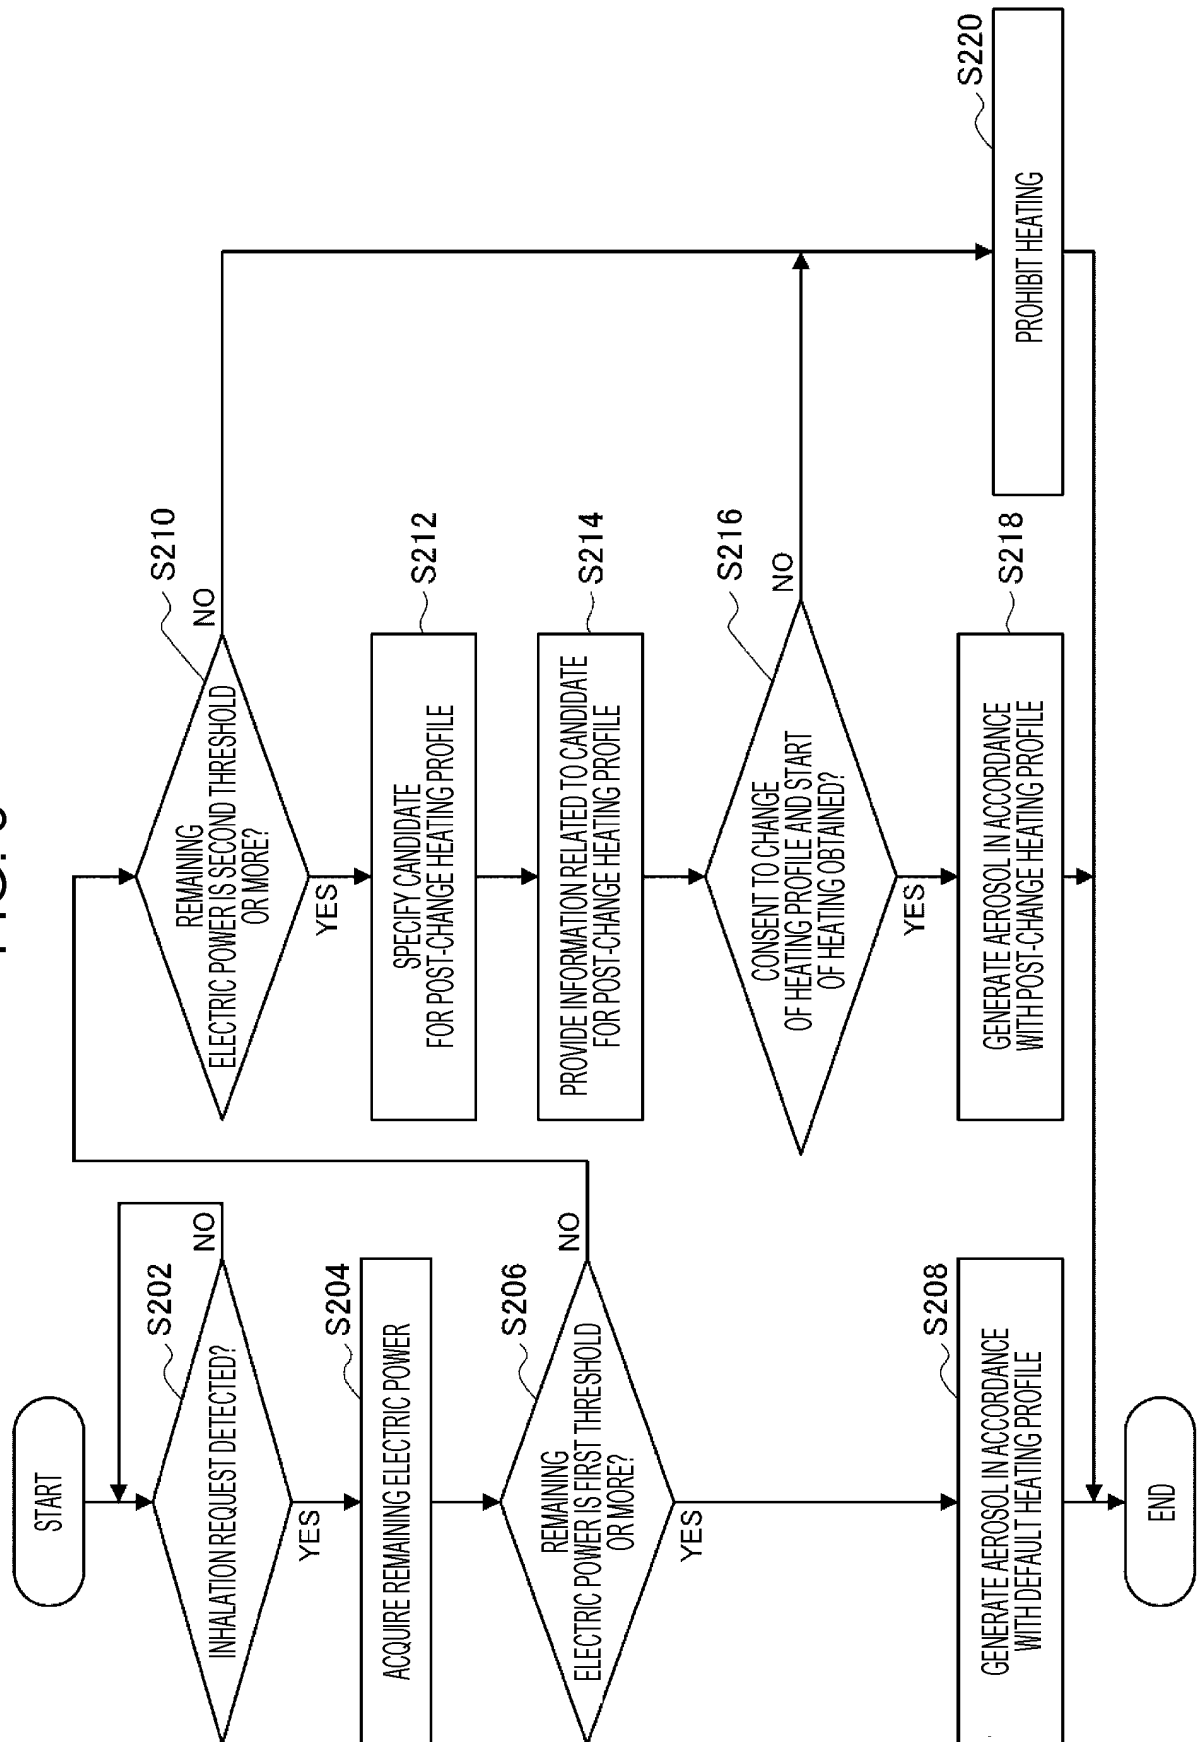 FIG.
START
INHALATION REQUEST DETECTED?
S202
NO
YES
ACQUIRE REMAINING ELECTRIC POWER
S204
REMAINING
ELECTRIC POWER IS FIRST THRESHOLD
OR MORE?
S206
NO
YES
GENERATE AEROSOL IN ACCORDANCE
WITH DEFAULT HEATING PROFILE
S208
END
REMAINING
ELECTRIC POWER IS SECOND THRESHOLD
OR MORE?
S210
NO
YES
SPECIFY CANDIDATE
FOR POST-CHANGE HEATING PROFILE
S212
PROVIDE INFORMATION RELATED TO CANDIDATE
FOR POST-CHANGE HEATING PROFILE
S214
CONSENT TO CHANGE
OF HEATING PROFILE AND START
OF HEATING OBTAINED?
S216
NO
YES
GENERATE AEROSOL IN ACCORDANCE
WITH POST-CHANGE HEATING PROFILE
S218
PROHIBIT HEATING
S220